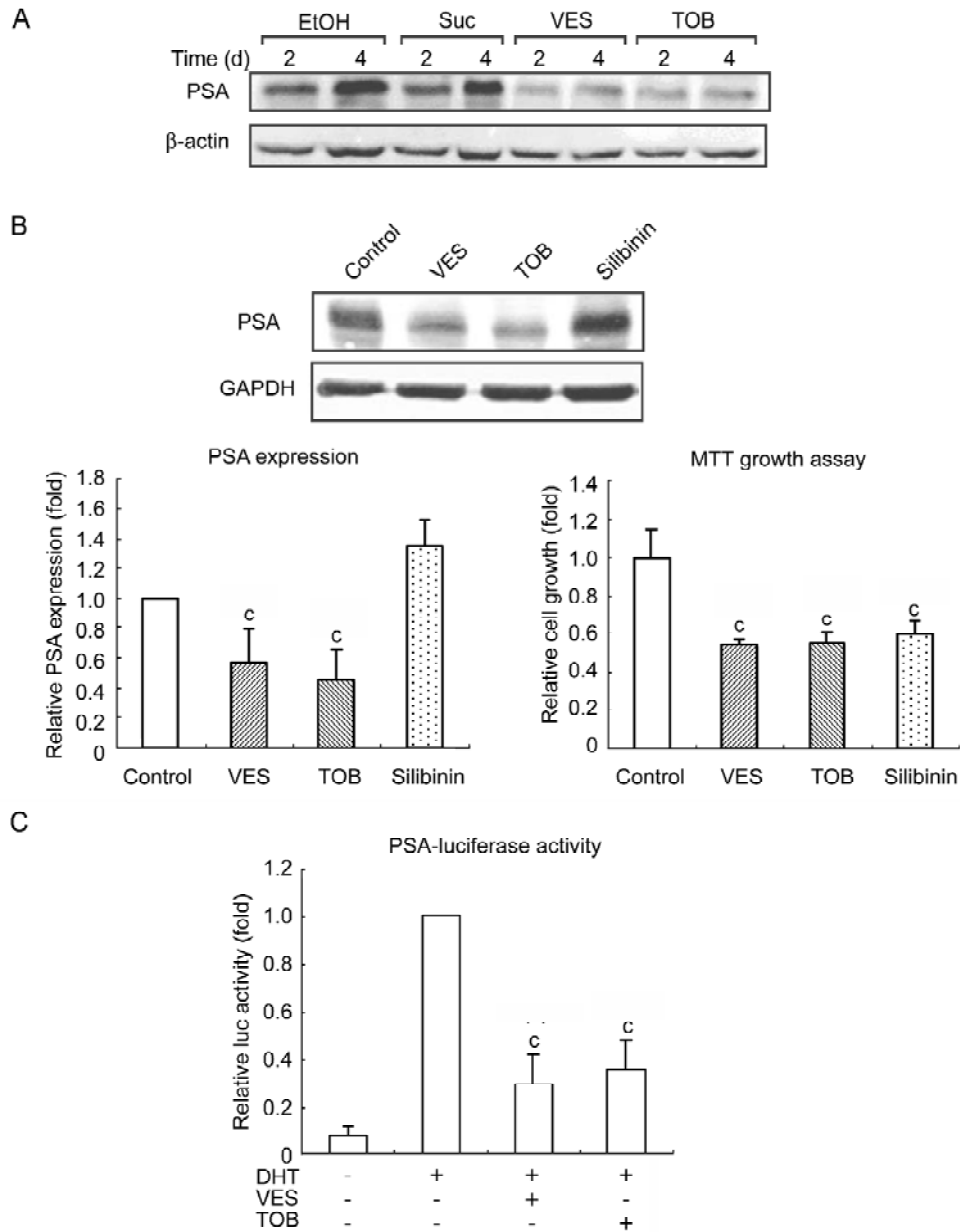 A
EtOH Suc VES TOB
Time (d) 2 4 2 4 2 4 2 4
PSA
β-actin
B
Control VES TOB Silibinin
PSA
GAPDH
PSA expression
Relative PSA expression (fold)
1.8
1.6
1.4
1.2
1.0
0.8
0.6
0.4
0.2
0
c c
Control VES TOB Silibinin
MTT growth assay
Relative cell growth (fold)
1.4
1.2
1.0
0.8
0.6
0.4
0.2
0
c c c
Control VES TOB Silibinin
C
PSA-luciferase activity
Relative luc activity (fold)
1.2
1.0
0.8
0.6
0.4
0.2
0
c c
DHT - + + +
VES - - + -
TOB - - - +